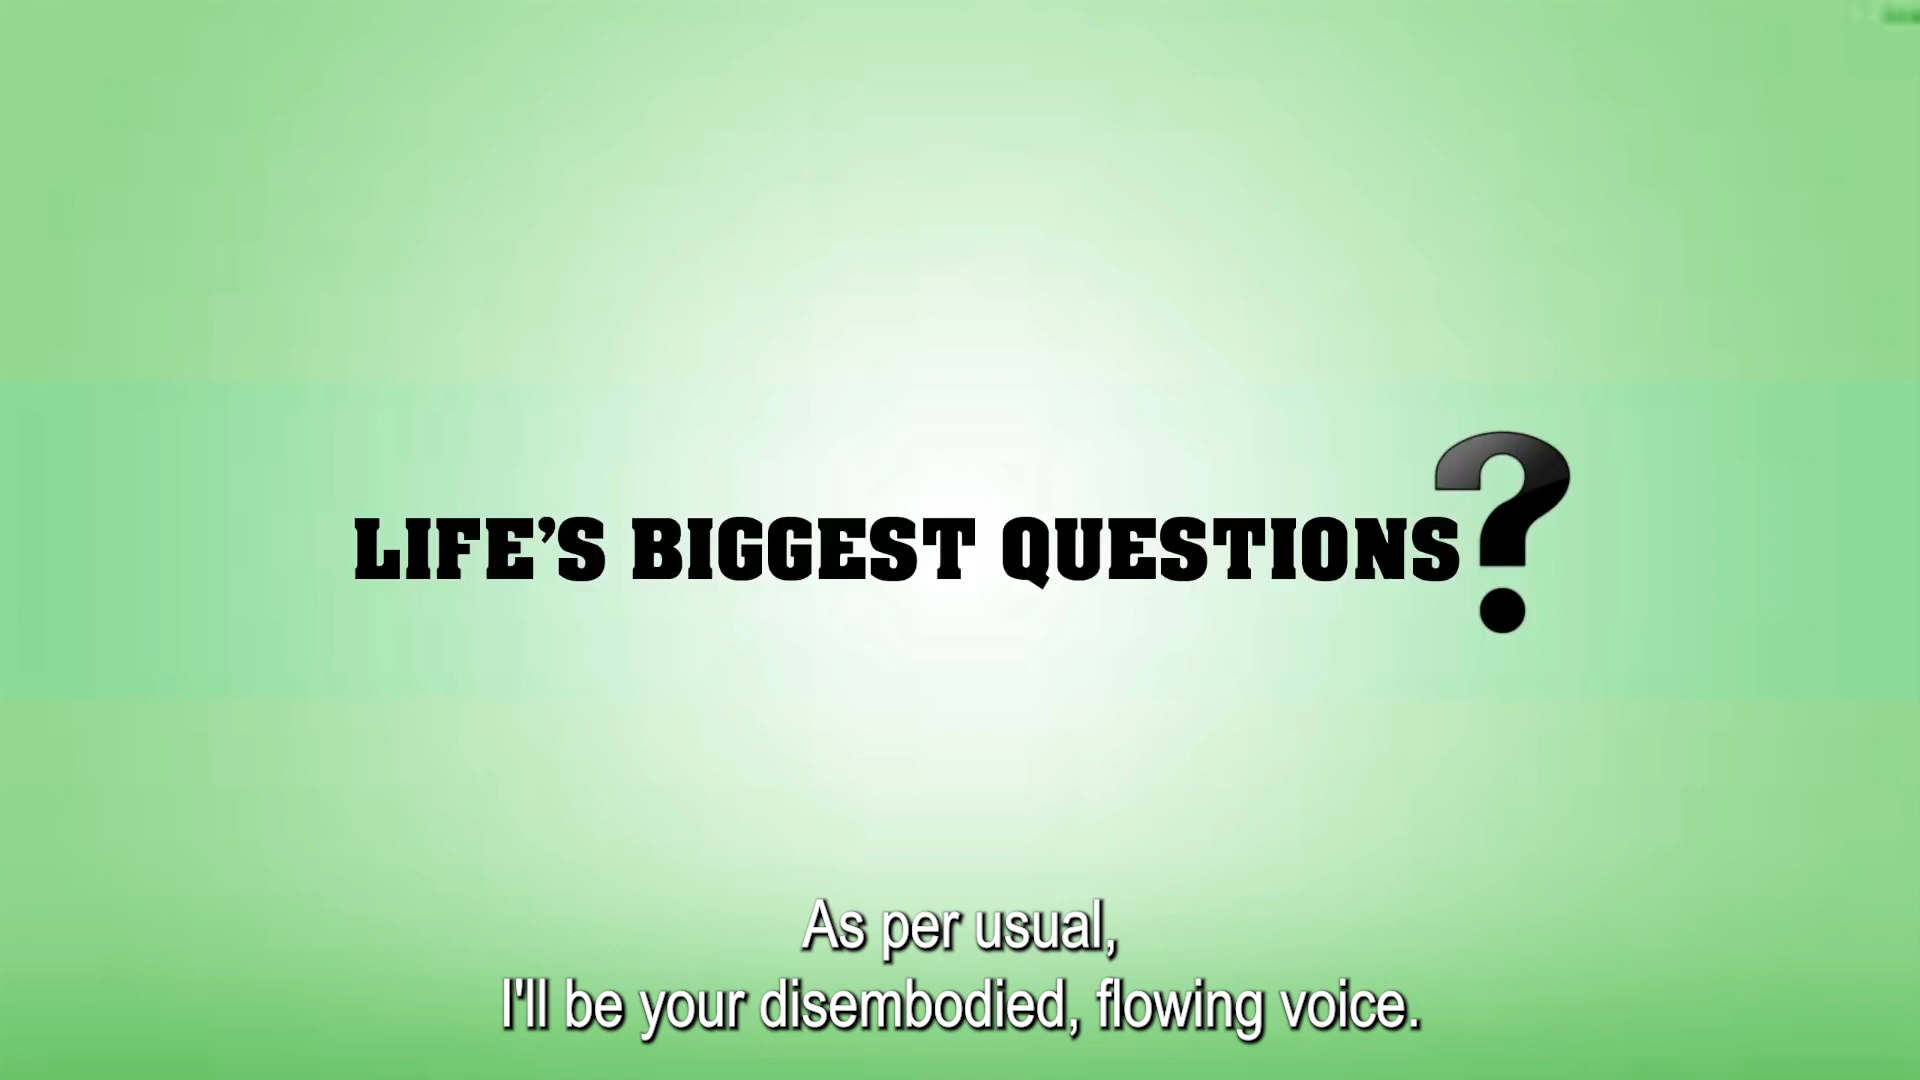 LIFE’S BIGGEST QUESTIONS?
As per usual,
I'll be your disembodied, flowing voice.